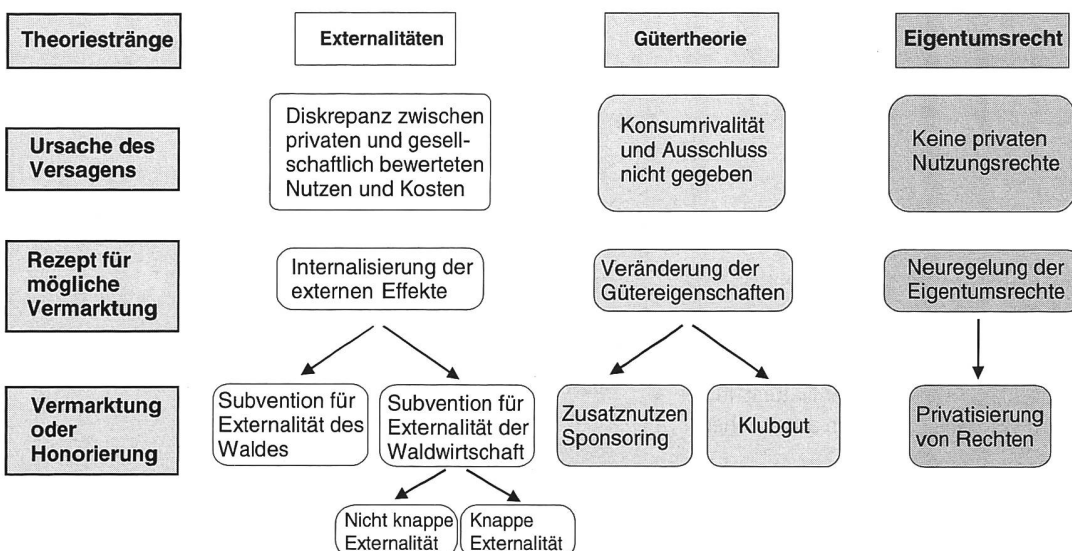 Theoriestränge
Externalitäten
Gütertheorie
Eigentumsrecht
Ursache des
Versagens
Diskrepanz zwischen
privaten und gesell-
schaftlich bewerteten
Nutzen und Kosten
Konsumrivalität
und Ausschluss
nicht gegeben
Keine privaten
Nutzungsrechte
Rezept für
mögliche
Vermarktung
Internalisierung der
externen Effekte
Veränderung der
Gütereigenschaften
Neuregelung der
Eigentumsrechte
Vermarktung
oder
Honorierung
Subvention für
Externalität des
Waldes
Subvention für
Externalität der
Waldwirtschaft
Zusatznutzen
Sponsoring
Klubgut
Privatisierung
von Rechten
Nicht knappe
Externalität
Knappe
Externalität